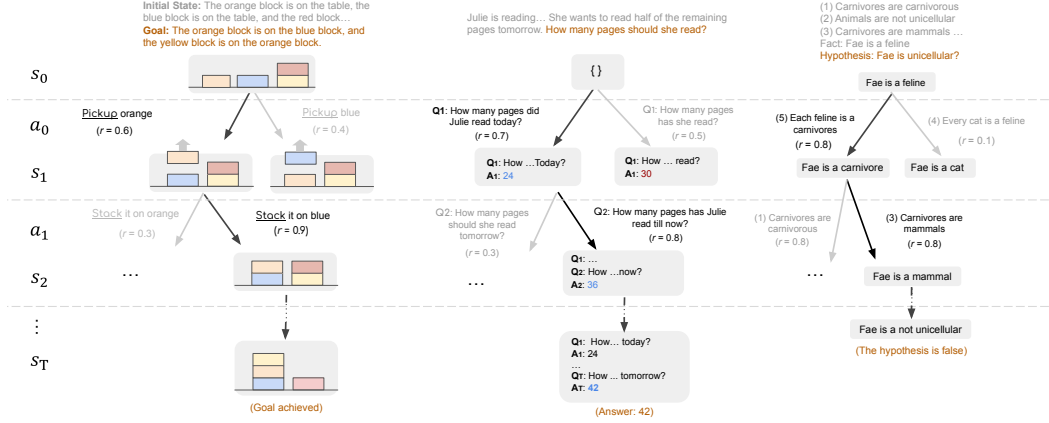 Initial State: The orange block is on the table, the
blue block is on the table, and the red block…
Goal: The orange block is on the blue block, and
the yellow block is on the orange block.
Julie is reading… She wants to read half of the remaining
pages tomorrow. How many pages should she read?
(1) Carnivores are carnivorous
(2) Animals are not unicellular
(3) Carnivores are mammals …
Fact: Fae is a feline
Hypothesis: Fae is unicellular?
s0
{ }
Fae is a feline
a0
Pickup orange
(r = 0.6)
Pickup blue
(r = 0.4)
Q1: How many pages did
Julie read today?
(r = 0.7)
Q1: How many pages
has she read?
(r = 0.5)
(5) Each feline is a
carnivores
(r = 0.8)
(4) Every cat is a feline
(r = 0.1)
s1
Q1: How …Today?
A1: 24
Q1: How … read?
A1: 30
Fae is a carnivore
Fae is a cat
a1
Stack it on orange
(r = 0.3)
Stack it on blue
(r = 0.9)
Q2: How many pages
should she read
tomorrow?
(r = 0.3)
Q2: How many pages has Julie
read till now?
(r = 0.8)
(1) Carnivores are
carnivorous
(r = 0.8)
(3) Carnivores are
mammals
(r = 0.8)
s2
…
…
Q1: …
Q2: How …now?
A2: 36
…
Fae is a mammal
⋮
sT
Q1: How… today?
A1: 24
…
QT: How ... tomorrow?
AT: 42
Fae is a not unicellular
(The hypothesis is false)
(Goal achieved)
(Answer: 42)